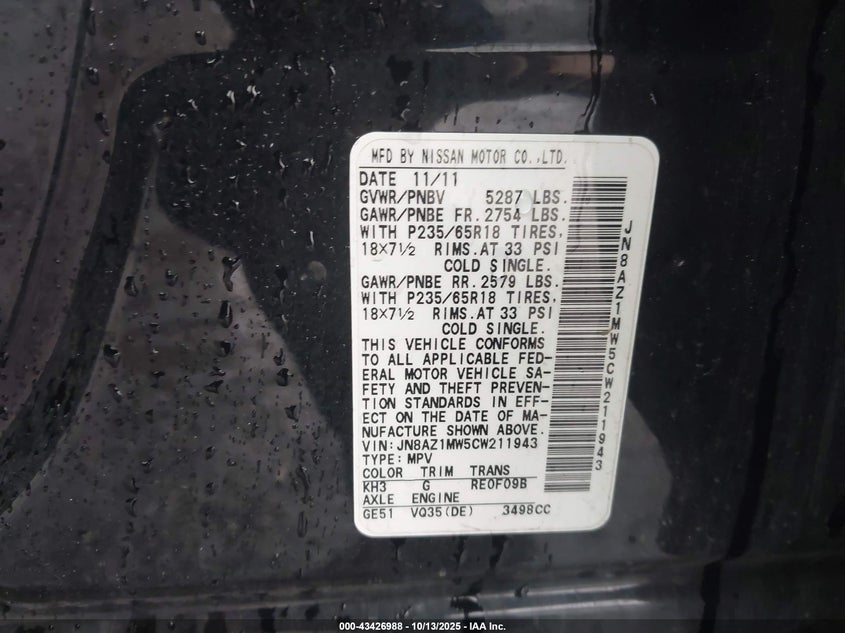 MFD BY NISSAN MOTOR CO.,LTD.
DATE 11/11
GVWR/PNBV 5287 LBS.
GAWR/PNBE FR. 2754 LBS.
WITH P235/65R18 TIRES,
18×7½ RIMS.AT 33 PSI
COLD SINGLE.
GAWR/PNBE RR. 2579 LBS.
WITH P235/65R18 TIRES,
18×7½ RIMS.AT 33 PSI
COLD SINGLE.
THIS VEHICLE CONFORMS
TO ALL APPLICABLE FED-
ERAL MOTOR VEHICLE SA-
FETY AND THEFT PREVEN-
TION STANDARDS IN EFF-
ECT ON THE DATE OF MA-
NUFACTURE SHOWN ABOVE.
VIN:JN8AZ1MW5CW211943
TYPE:MPV
COLOR TRIM TRANS
KH3 G RE0F09B
AXLE ENGINE
GE51 VQ35(DE) 3498CC
JN8AZ1MW5CW211943
000-43426988 - 10/13/2025 - IAA Inc.